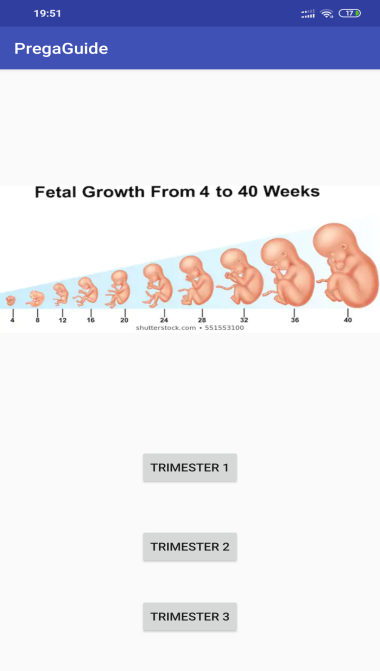 19:51
17
PregaGuide
Fetal Growth From 4 to 40 Weeks
4 8 12 16 20 24 28 32 36 40
shutterstock.com • 551553100
TRIMESTER 1
TRIMESTER 2
TRIMESTER 3